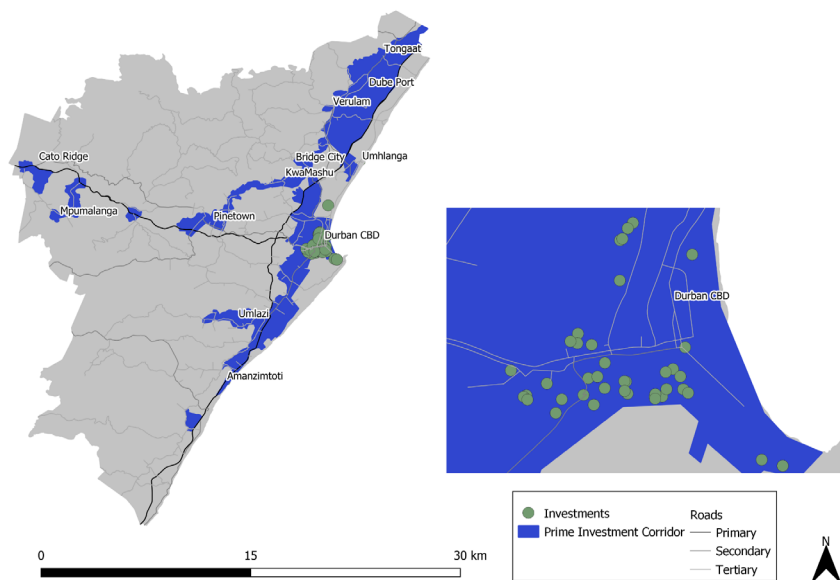 Tongaat
Dube Port
Verulam
Bridge City
Umhlanga
KwaMashu
Cato Ridge
Mpumalanga
Pinetown
Durban CBD
Umlazi
Amanzimtoti
Durban CBD
Investments
Prime Investment Corridor
Roads
Primary
Secondary
Tertiary
N
0 15 30 km